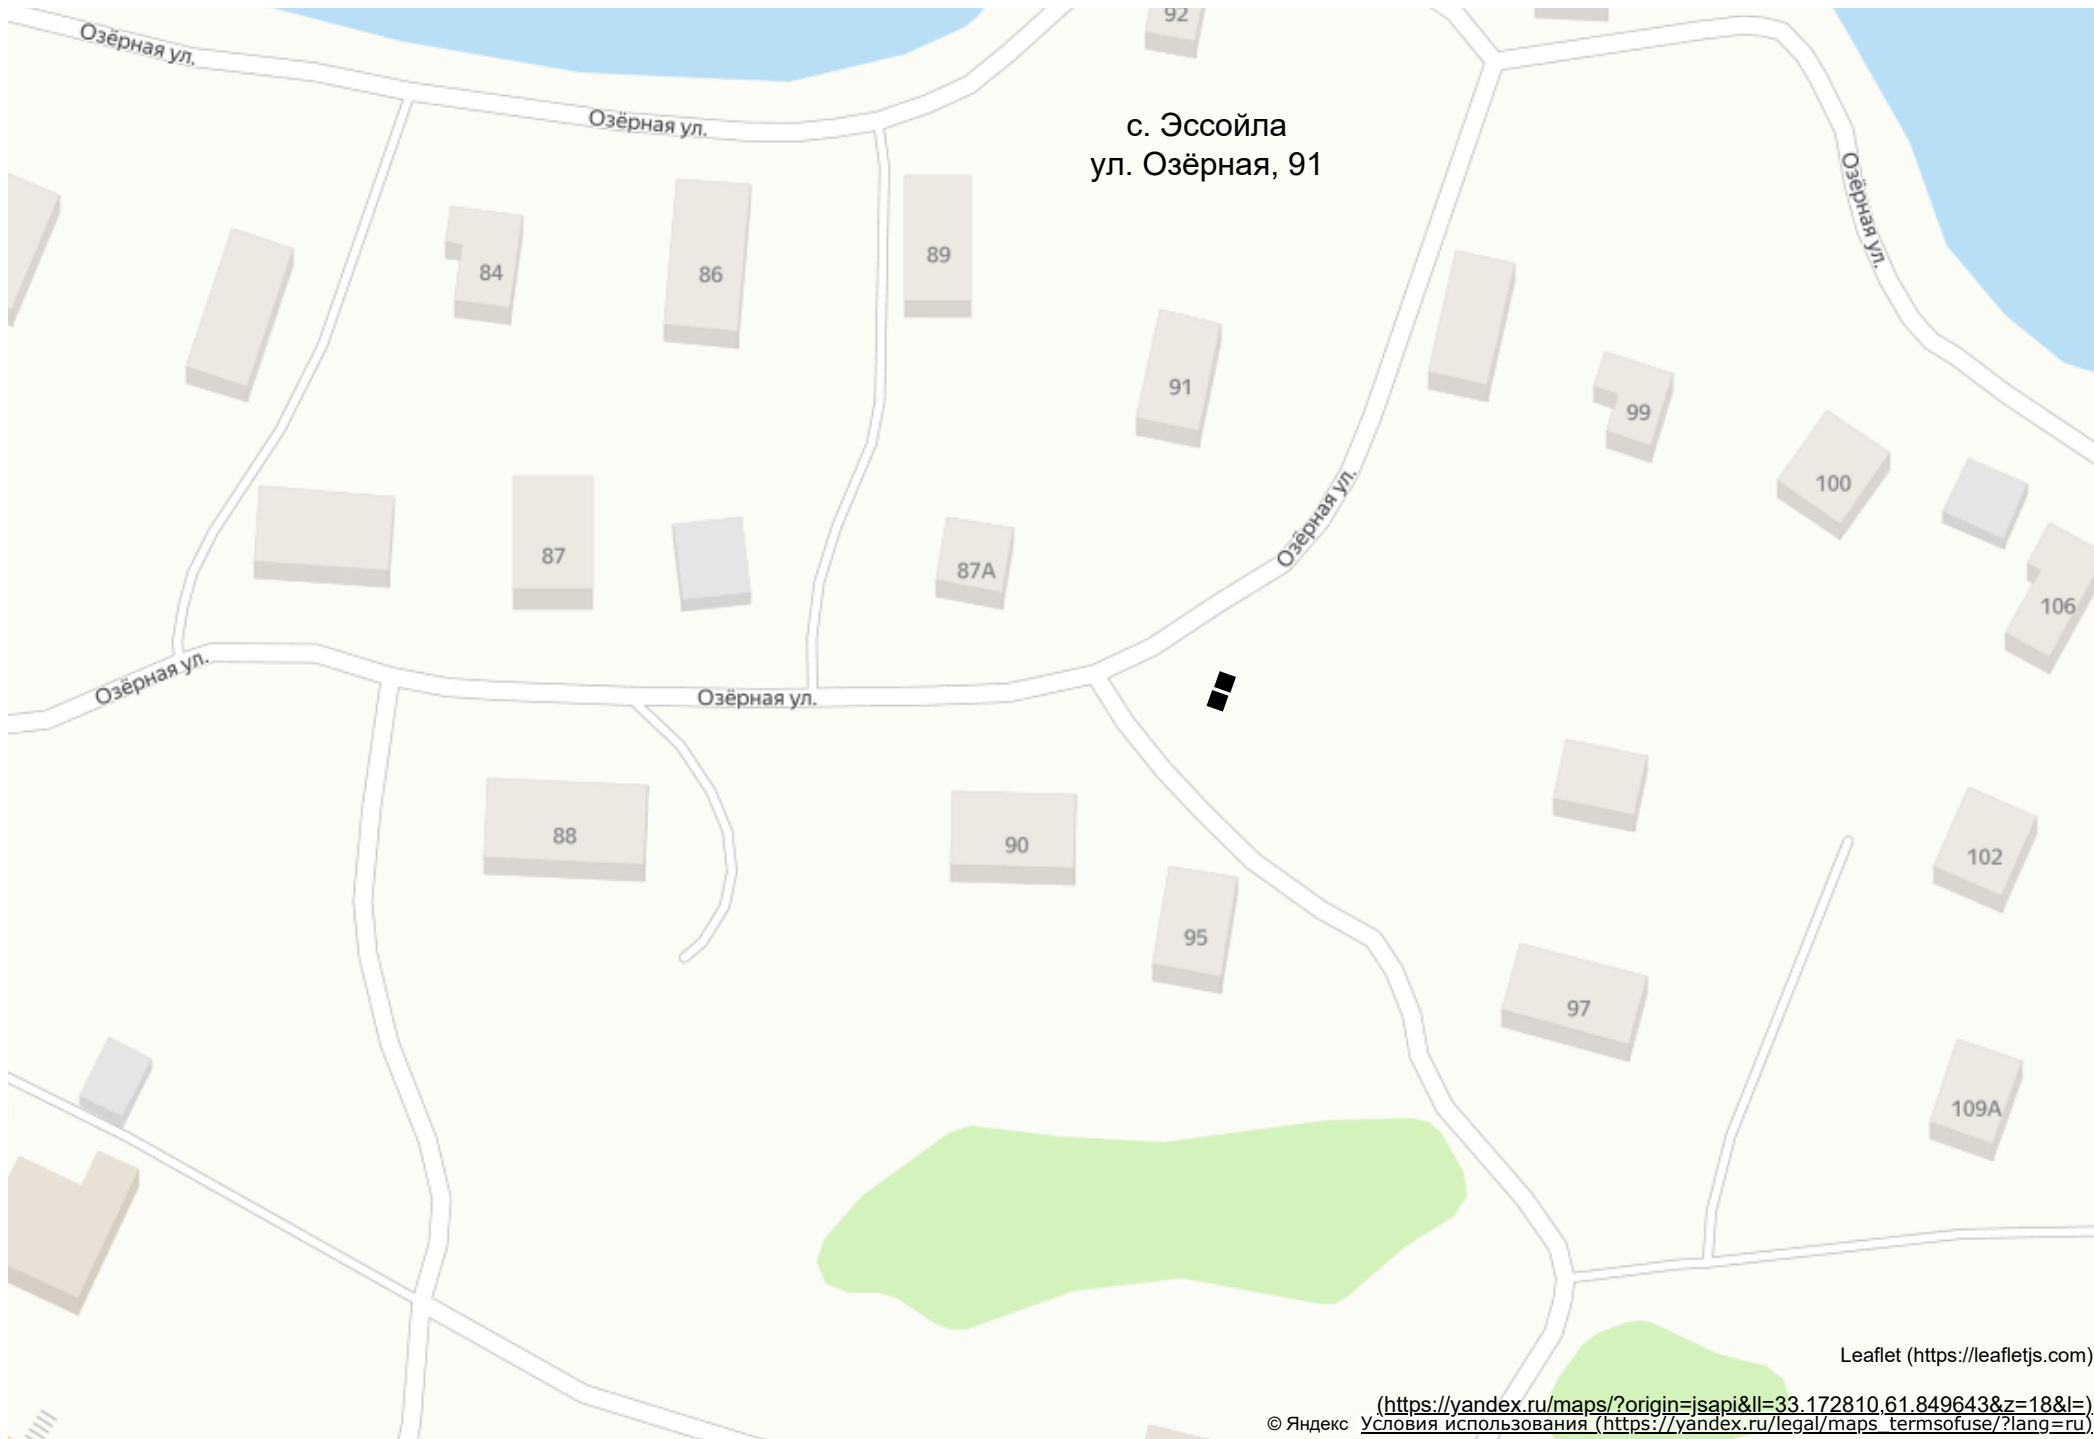 92
Озёрная ул.
Озёрная ул.
с. Эссойла
ул. Озёрная, 91
Озёрная ул.
84
86
89
91
99
100
Озёрная ул.
87
87А
106
Озёрная ул.
Озёрная ул.
88
90
95
102
97
109А
Leaflet (https://leafletjs.com)
(https://yandex.ru/maps/?origin=jsapi&ll=33.172810,61.849643&z=18&l=)
© Яндекс Условия использования (https://yandex.ru/legal/maps_termsofuse/?lang=ru)